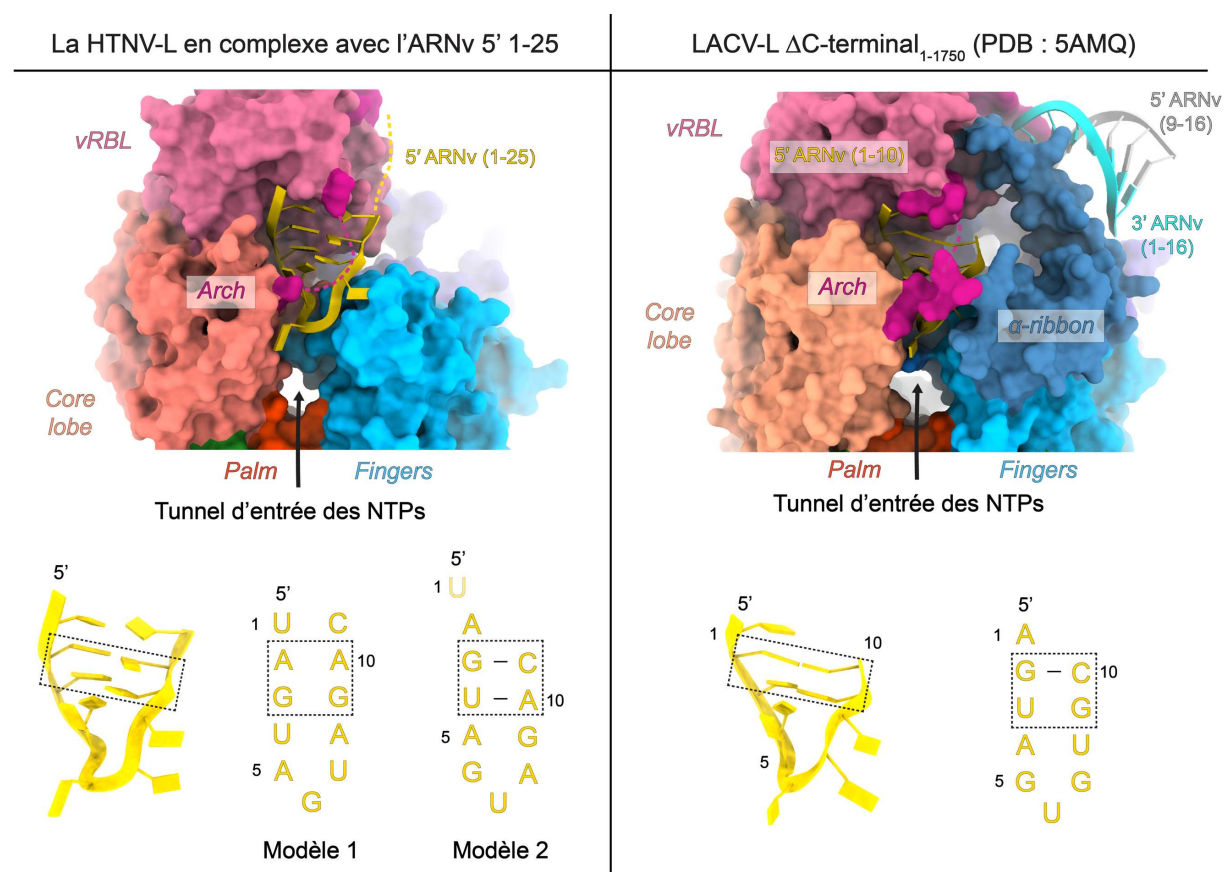 La HTNV-L en complexe avec l'ARNv 5' 1-25
vRBL
5' ARNv (1-25)
Arch
Core
lobe
Palm
Fingers
Tunnel d'entrée des NTPs
5'
5'
1 U C
A A 10
G G
U A
5 A U
G
Modèle 1
5'
1 U
A
G – C
U – A 10
5 A G
G A
U
Modèle 2
LACV-L ΔC-terminal1-1750 (PDB : 5AMQ)
vRBL
5' ARNv (1-10)
5' ARNv
(9-16)
3' ARNv
(1-16)
Arch
α-ribbon
Core
lobe
Palm
Fingers
Tunnel d'entrée des NTPs
5'
1
10
5
5'
1 A
G – C 10
U G
A U
5 G G
U